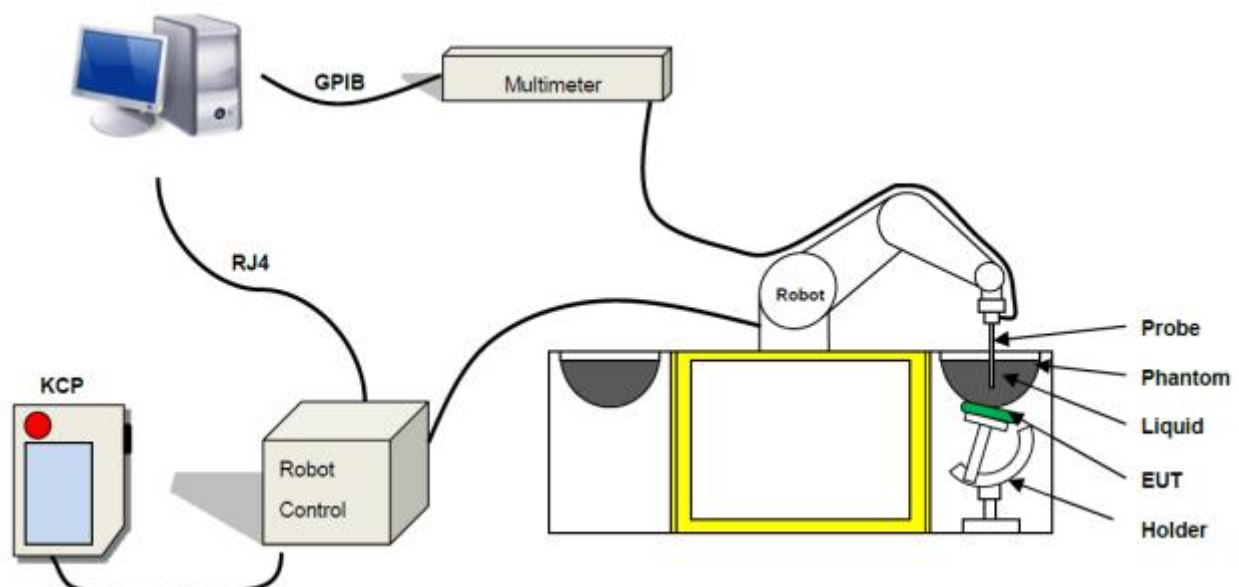 GPIB
Multimeter
RJ4
Robot
Probe
Phantom
KCP
Liquid
Robot
Control
EUT
Holder